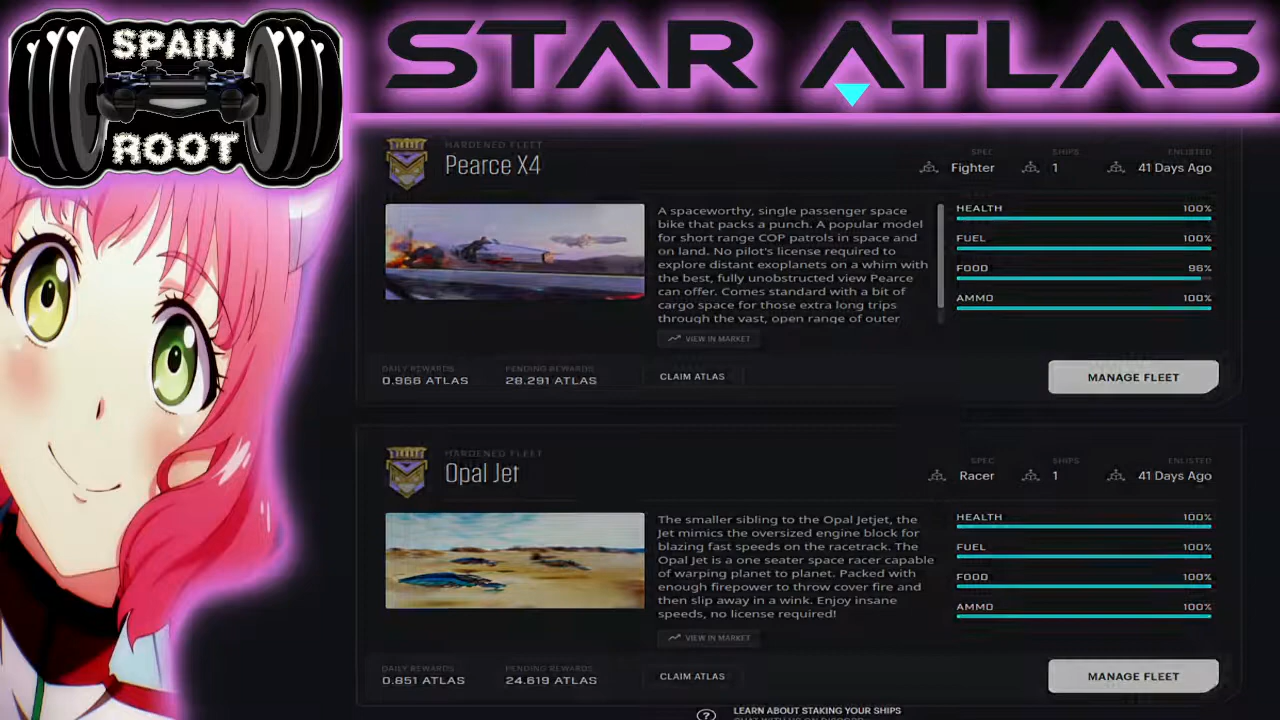 SPAIN
ROOT
STAR ATLAS
HARDENED FLEET
Pearce X4
SPEC
Fighter
SHIPS
1
ENLISTED
41 Days Ago
A spaceworthy, single passenger space
bike that packs a punch. A popular model
for short range COP patrols in space and
on land. No pilot's license required to
explore distant exoplanets on a whim with
the best, fully unobstructed view Pearce
can offer. Comes standard with a bit of
cargo space for those extra long trips
through the vast, open range of outer
VIEW IN MARKET
HEALTH 100%
FUEL 100%
FOOD 96%
AMMO 100%
DAILY REWARDS
0.966 ATLAS
PENDING REWARDS
28.291 ATLAS
CLAIM ATLAS
MANAGE FLEET
HARDENED FLEET
Opal Jet
SPEC
Racer
SHIPS
1
ENLISTED
41 Days Ago
The smaller sibling to the Opal Jetjet, the
Jet mimics the oversized engine block for
blazing fast speeds on the racetrack. The
Opal Jet is a one seater space racer capable
of warping planet to planet. Packed with
enough firepower to throw cover fire and
then slip away in a wink. Enjoy insane
speeds, no license required!
VIEW IN MARKET
HEALTH 100%
FUEL 100%
FOOD 100%
AMMO 100%
DAILY REWARDS
0.851 ATLAS
PENDING REWARDS
24.619 ATLAS
CLAIM ATLAS
MANAGE FLEET
? LEARN ABOUT STAKING YOUR SHIPS
CHAT WITH US ON DISCORD